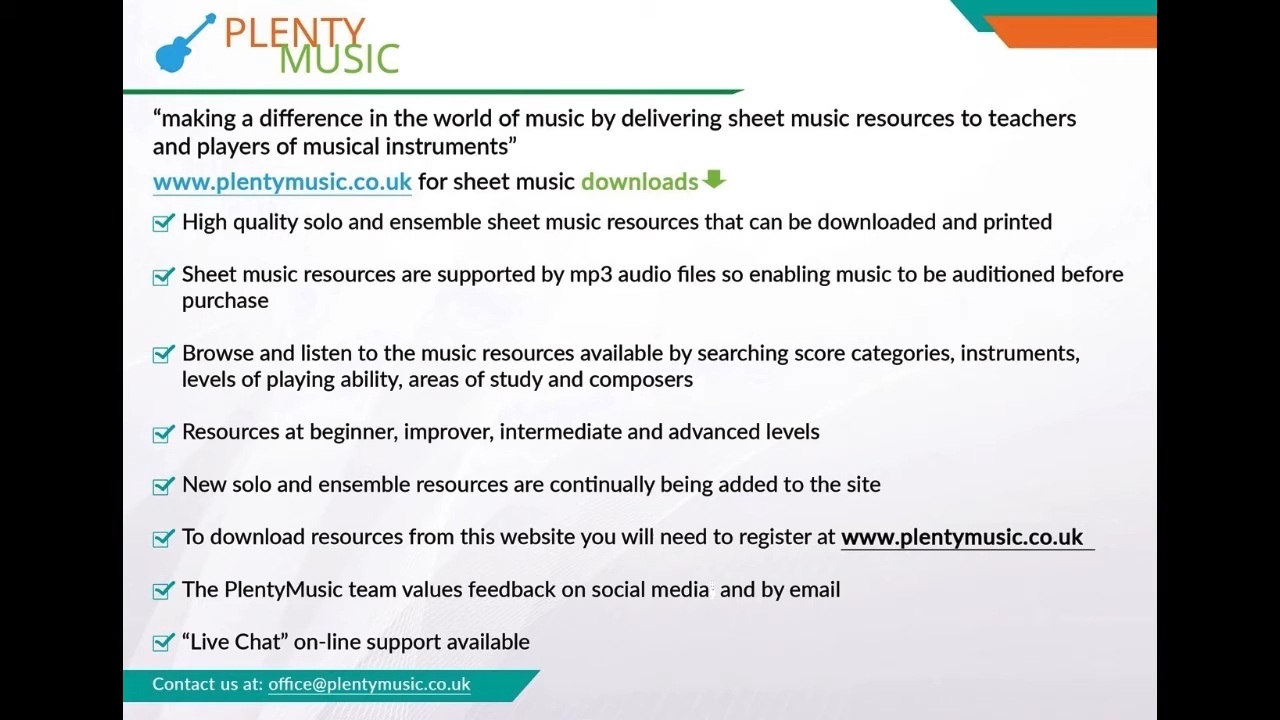 PLENTY
MUSIC
“making a difference in the world of music by delivering sheet music resources to teachers
and players of musical instruments”
www.plentymusic.co.uk for sheet music downloads
High quality solo and ensemble sheet music resources that can be downloaded and printed
Sheet music resources are supported by mp3 audio files so enabling music to be auditioned before
purchase
Browse and listen to the music resources available by searching score categories, instruments,
levels of playing ability, areas of study and composers
Resources at beginner, improver, intermediate and advanced levels
New solo and ensemble resources are continually being added to the site
To download resources from this website you will need to register at www.plentymusic.co.uk
The PlentyMusic team values feedback on social media and by email
“Live Chat” on-line support available
Contact us at: office@plentymusic.co.uk